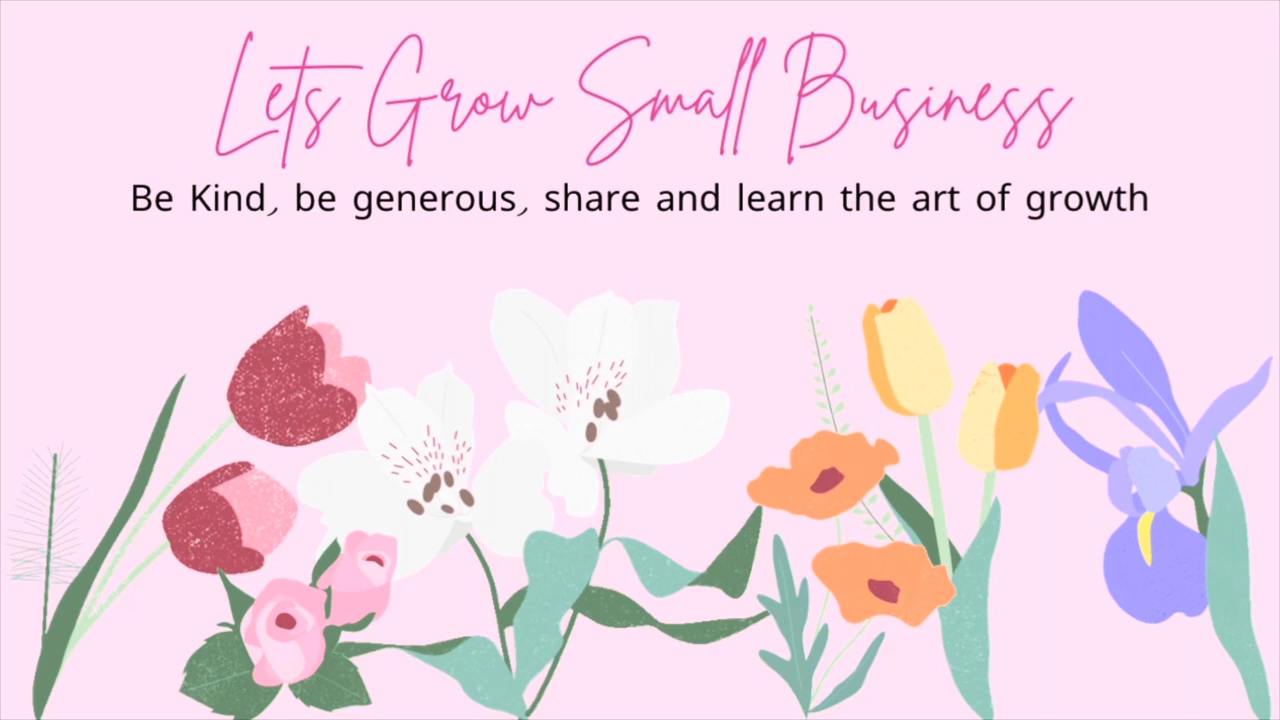 Lets Grow Small Business
Be Kind, be generous, share and learn the art of growth